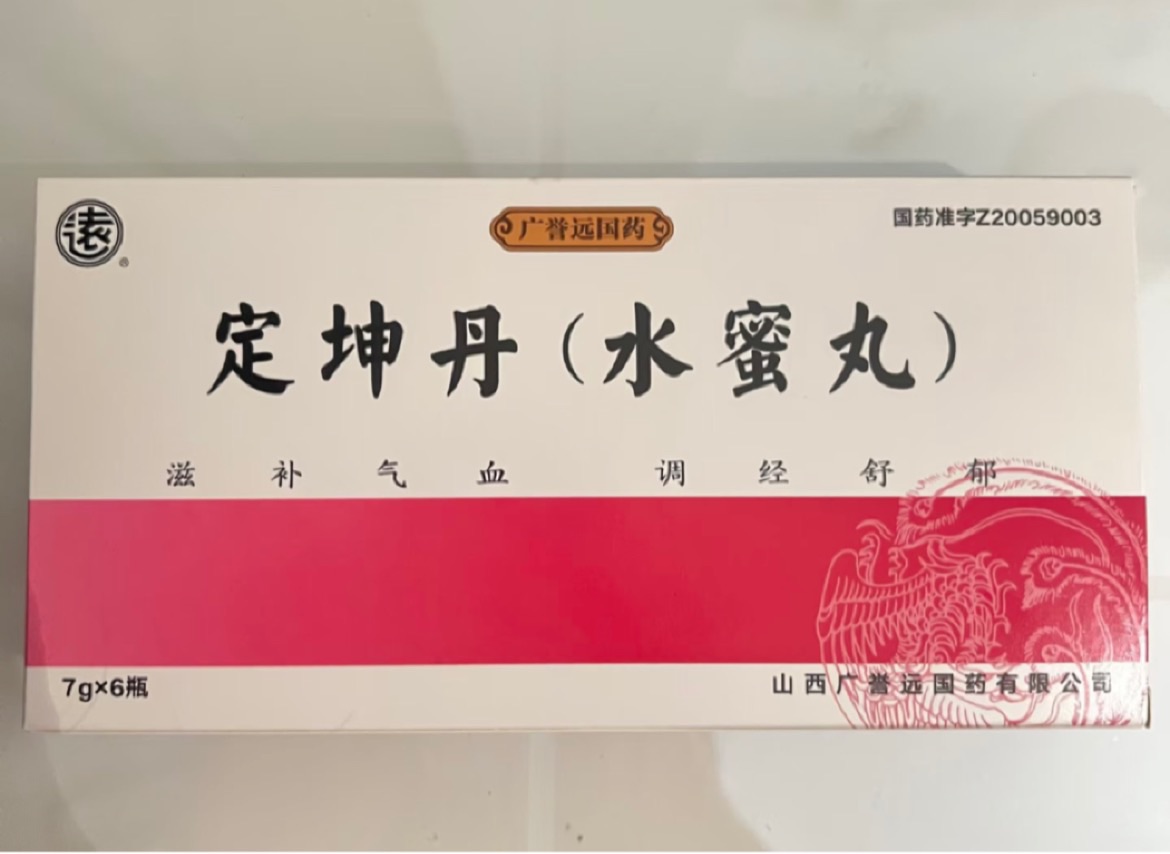 遠
®
广誉远国药
国药准字Z20059003
定坤丹（水蜜丸）
滋补气血 调经舒郁
7g×6瓶
山西广誉远国药有限公司